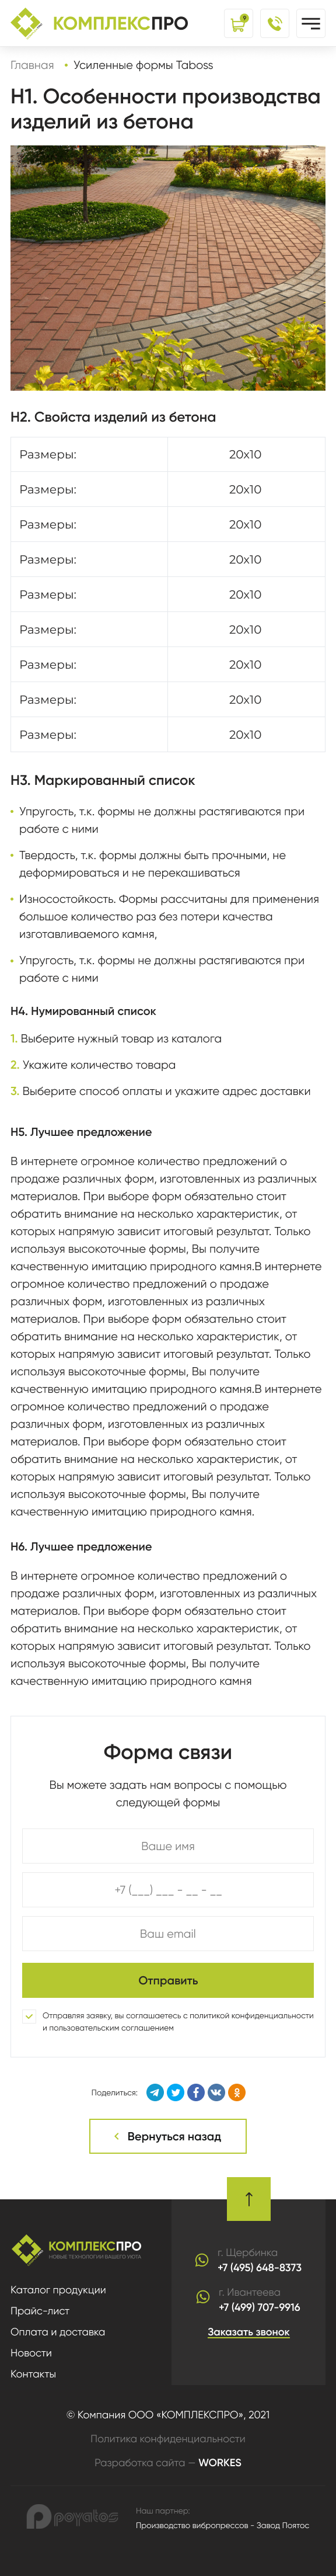 КОМПЛЕКСПРО
9
Главная • Усиленные формы Taboss
H1. Особенности производства
изделий из бетона
H2. Свойста изделий из бетона
Размеры: 20x10
Размеры: 20x10
Размеры: 20x10
Размеры: 20x10
Размеры: 20x10
Размеры: 20x10
Размеры: 20x10
Размеры: 20x10
Размеры: 20x10
H3. Маркированный список
• Упругость, т.к. формы не должны растягиваются при
работе с ними
• Твердость, т.к. формы должны быть прочными, не
деформироваться и не перекашиваться
• Износостойкость. Формы рассчитаны для применения
большое количество раз без потери качества
изготавливаемого камня,
• Упругость, т.к. формы не должны растягиваются при
работе с ними
H4. Нумированный список
1. Выберите нужный товар из каталога
2. Укажите количество товара
3. Выберите способ оплаты и укажите адрес доставки
H5. Лучшее предложение
В интернете огромное количество предложений о
продаже различных форм, изготовленных из различных
материалов. При выборе форм обязательно стоит
обратить внимание на несколько характеристик, от
которых напрямую зависит итоговый результат. Только
используя высокоточные формы, Вы получите
качественную имитацию природного камня.В интернете
огромное количество предложений о продаже
различных форм, изготовленных из различных
материалов. При выборе форм обязательно стоит
обратить внимание на несколько характеристик, от
которых напрямую зависит итоговый результат. Только
используя высокоточные формы, Вы получите
качественную имитацию природного камня.В интернете
огромное количество предложений о продаже
различных форм, изготовленных из различных
материалов. При выборе форм обязательно стоит
обратить внимание на несколько характеристик, от
которых напрямую зависит итоговый результат. Только
используя высокоточные формы, Вы получите
качественную имитацию природного камня.
H6. Лучшее предложение
В интернете огромное количество предложений о
продаже различных форм, изготовленных из различных
материалов. При выборе форм обязательно стоит
обратить внимание на несколько характеристик, от
которых напрямую зависит итоговый результат. Только
используя высокоточные формы, Вы получите
качественную имитацию природного камня
Форма связи
Вы можете задать нам вопросы с помощью
следующей формы
Ваше имя
+7 (___) ___ - __ - __
Ваш email
Отправить
Отправляя заявку, вы соглашаетесь с политикой конфиденциальности
и пользовательским соглашением
Поделиться:
Вернуться назад
КОМПЛЕКСПРО
НОВЫЕ ТЕХНОЛОГИИ ВАШЕГО УЮТА
Каталог продукции
Прайс-лист
Оплата и доставка
Новости
Контакты
г. Щербинка
+7 (495) 648-8373
г. Ивантеева
+7 (499) 707-9916
Заказать звонок
© Компания ООО «КОМПЛЕКСПРО», 2021
Политика конфиденциальности
Разработка сайта — WORKES
poyatos
Наш партнер:
Производство вибропрессов - Завод Поятос